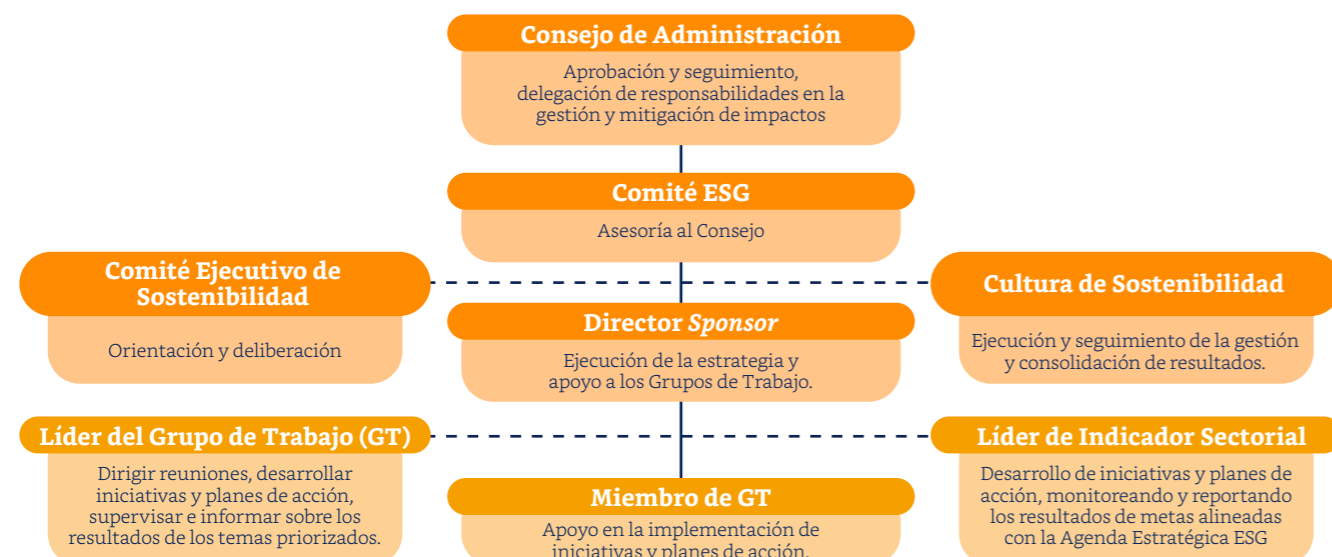 Consejo de Administración
Aprobación y seguimiento,
delegación de responsabilidades en la
gestión y mitigación de impactos
Comité ESG
Asesoría al Consejo
Comité Ejecutivo de
Sostenibilidad
Orientación y deliberación
Cultura de Sostenibilidad
Ejecución y seguimiento de la gestión
y consolidación de resultados.
Director Sponsor
Ejecución de la estrategia y
apoyo a los Grupos de Trabajo.
Líder del Grupo de Trabajo (GT)
Dirigir reuniones, desarrollar
iniciativas y planes de acción,
supervisar e informar sobre los
resultados de los temas priorizados.
Líder de Indicador Sectorial
Desarrollo de iniciativas y planes de
acción, monitoreando y reportando
los resultados de metas alineadas
con la Agenda Estratégica ESG
Miembro de GT
Apoyo en la implementación de
iniciativas y planes de acción.